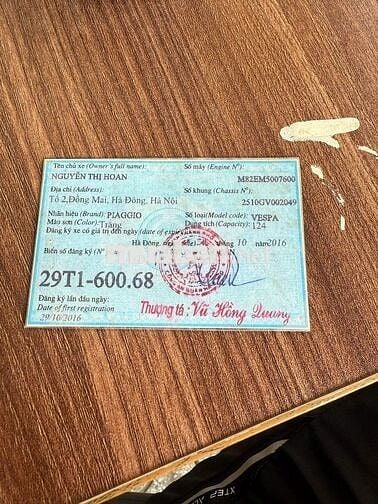 Tên chủ xe (Owner's full name):
NGUYỄN THỊ HOAN
Số máy (Engine Nº):
M82EM5007600
Địa chỉ (Address):
Tổ 2,Đồng Mai, Hà Đông, Hà Nội
Số khung (Chassis Nº):
2510GV002049
Nhãn hiệu (Brand): PIAGGIO
Số loại(Model code): VESPA
Màu sơn (Color): Trắng
Dung tích (Capacity): 124
Đăng ký xe có giá trị đến ngày (date of expiry)
Hà Đông, 10 năm 2016
Biển số đăng ký (Nº
29T1-600.68
Đăng ký lần đầu ngày:
Date of first registration
29/10/2016
Thượng tá : Vũ Hồng Quang
XTEP